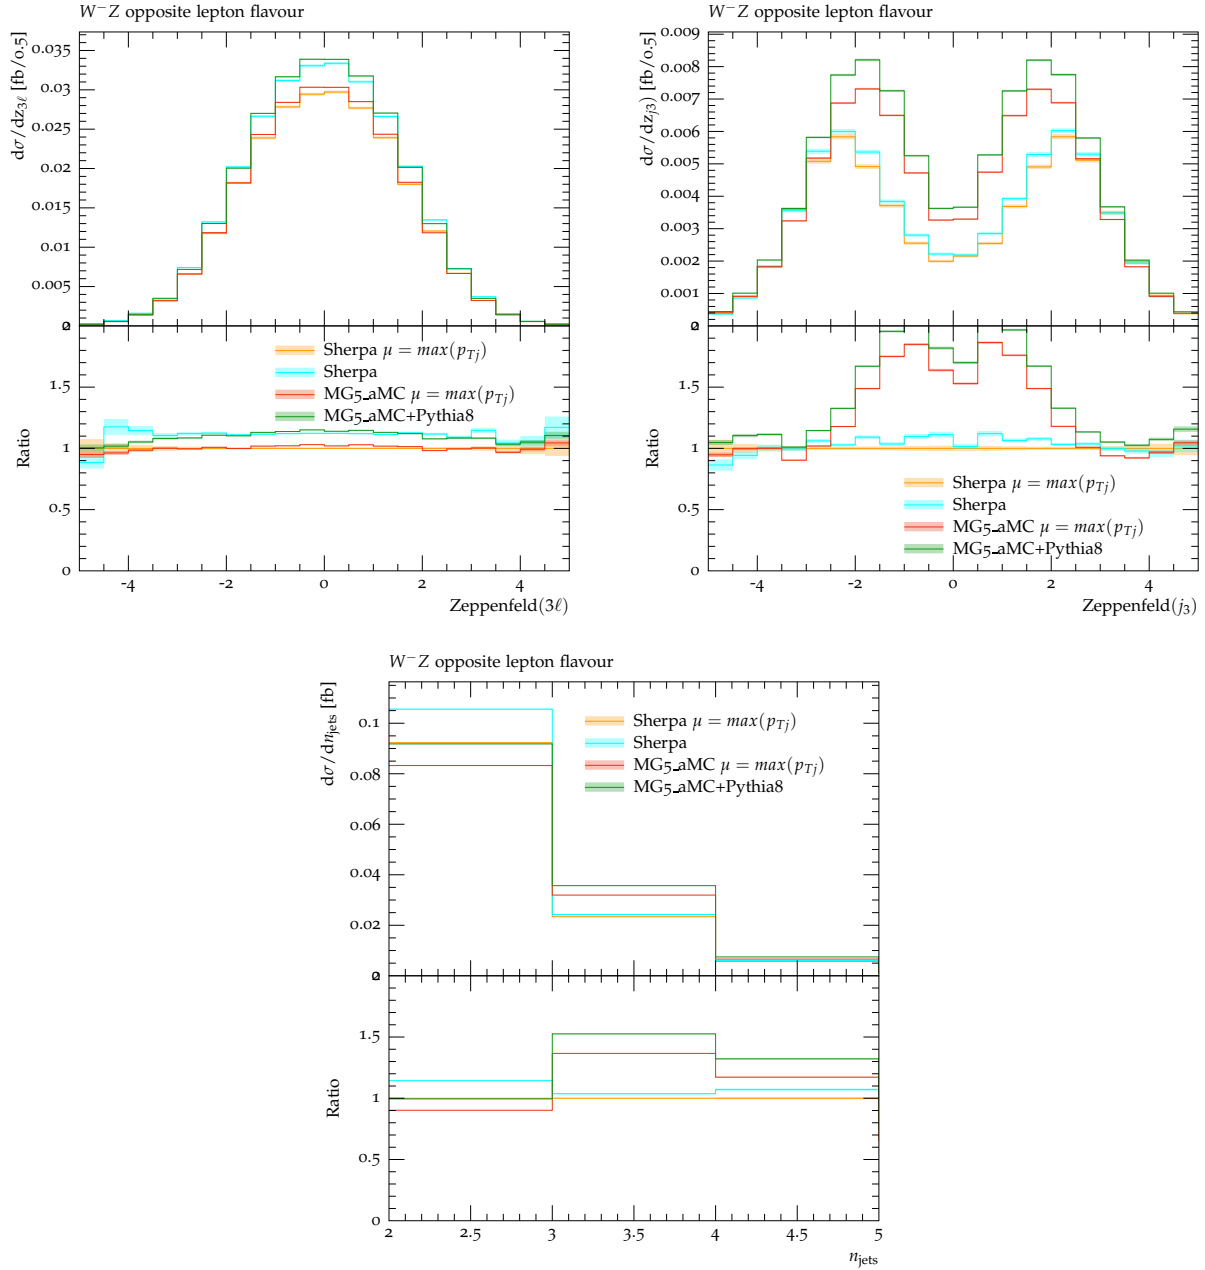 W−Z opposite lepton flavour
dσ/dz3ℓ [fb/0.5]
0.035
0.03
0.025
0.02
0.015
0.01
0.005
Sherpa μ = max(pTj)
Sherpa
MG5_aMC μ = max(pTj)
MG5_aMC+Pythia8
2
1.5
1
0.5
0
Ratio
-4 -2 0 2 4
Zeppenfeld(3ℓ)
W−Z opposite lepton flavour
dσ/dzj3) [fb/0.5]
0.009
0.008
0.007
0.006
0.005
0.004
0.003
0.002
0.001
Sherpa μ = max(pTj)
Sherpa
MG5_aMC μ = max(pTj)
MG5_aMC+Pythia8
2
1.5
1
0.5
0
Ratio
-4 -2 0 2 4
Zeppenfeld(j3)
W−Z opposite lepton flavour
dσ/dnjets [fb]
Sherpa μ = max(pTj)
Sherpa
MG5_aMC μ = max(pTj)
MG5_aMC+Pythia8
0.1
0.08
0.06
0.04
0.02
2
1.5
1
0.5
0
Ratio
2 2.5 3 3.5 4 4.5 5
njets